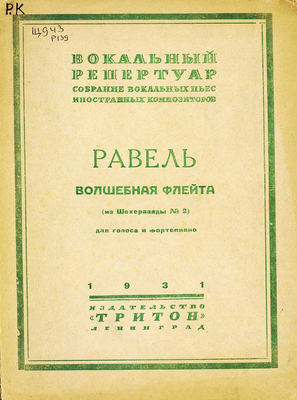 Р.К
Щ943
Р139
ВОКАЛЬНЫЙ
РЕПЕРТУАР
СОБРАНИЕ ВОКАЛЬНЫХ ПЬЕС
ИНОСТРАННЫХ КОМПОЗИТОРОВ
РАВЕЛЬ
ВОЛШЕБНАЯ ФЛЕЙТА
(из Шехеразады № 2)
для голоса и фортепиано
1931
ИЗДАТЕЛЬСТВО
«ТРИТОН»
ЛЕНИНГРАД